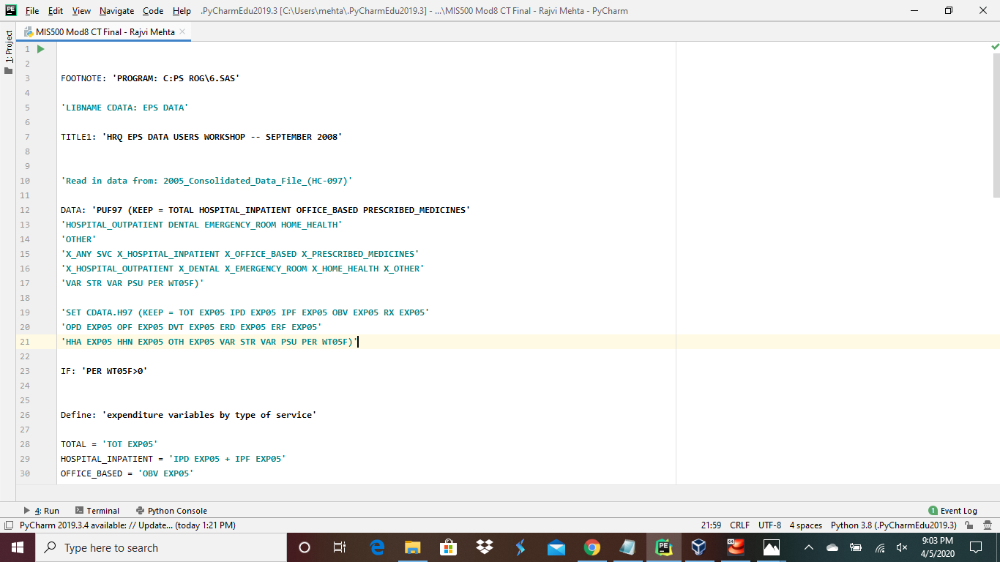 PE File Edit View Navigate Code Help .PyCharmEdu2019.3 [C:\Users\mehta\.PyCharmEdu2019.3] - ...\MIS500 Mod8 CT Final - Rajvi Mehta - PyCharm
MIS500 Mod8 CT Final - Rajvi Mehta
1: Project
1
2
3 FOOTNOTE: 'PROGRAM: C:PS ROG\6.SAS'
4
5 'LIBNAME CDATA: EPS DATA'
6
7 TITLE1: 'HRQ EPS DATA USERS WORKSHOP -- SEPTEMBER 2008'
8
9
10 'Read in data from: 2005_Consolidated_Data_File_(HC-097)'
11
12 DATA: 'PUF97 (KEEP = TOTAL HOSPITAL_INPATIENT OFFICE_BASED PRESCRIBED_MEDICINES'
13 'HOSPITAL_OUTPATIENT DENTAL EMERGENCY_ROOM HOME_HEALTH'
14 'OTHER'
15 'X_ANY SVC X_HOSPITAL_INPATIENT X_OFFICE_BASED X_PRESCRIBED_MEDICINES'
16 'X_HOSPITAL_OUTPATIENT X_DENTAL X_EMERGENCY_ROOM X_HOME_HEALTH X_OTHER'
17 'VAR STR VAR PSU PER WT05F)'
18
19 'SET CDATA.H97 (KEEP = TOT EXP05 IPD EXP05 IPF EXP05 OBV EXP05 RX EXP05'
20 'OPD EXP05 OPF EXP05 DVT EXP05 ERD EXP05 ERF EXP05'
21 'HHA EXP05 HHN EXP05 OTH EXP05 VAR STR VAR PSU PER WT05F)'
22
23 IF: 'PER WT05F>0'
24
25
26 Define: 'expenditure variables by type of service'
27
28 TOTAL = 'TOT EXP05'
29 HOSPITAL_INPATIENT = 'IPD EXP05 + IPF EXP05'
30 OFFICE_BASED = 'OBV EXP05'
4: Run Terminal Python Console 1 Event Log
PyCharm 2019.3.4 available: // Update... (today 1:21 PM) 21:59 CRLF UTF-8 4 spaces Python 3.8 (.PyCharmEdu2019.3)
Type here to search
PE
9:03 PM
4/5/2020